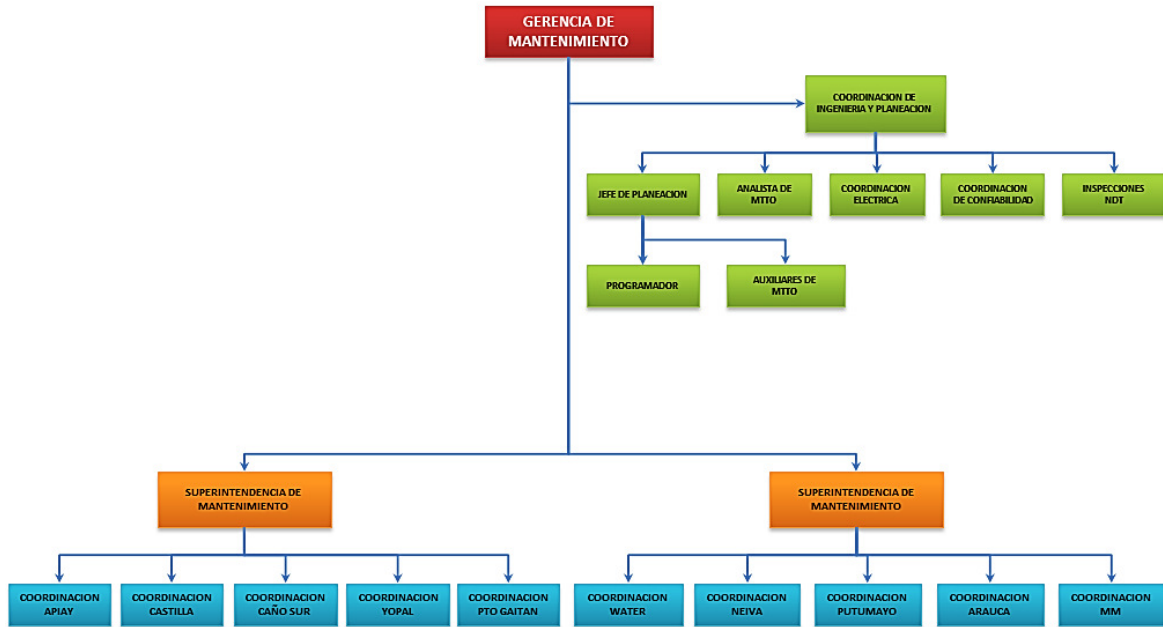 GERENCIA DE
MANTENIMIENTO
COORDINACION DE
INGENIERIA Y PLANEACION
JEFE DE PLANEACION
ANALISTA DE
MTTO
COORDINACION
ELECTRICA
COORDINACION
DE CONFIABILIDAD
INSPECCIONES
NDT
PROGRAMADOR
AUXILIARES DE
MTTO
SUPERINTENDENCIA DE
MANTENIMIENTO
SUPERINTENDENCIA DE
MANTENIMIENTO
COORDINACION
APIAY
COORDINACION
CASTILLA
COORDINACION
CAÑO SUR
COORDINACION
YOPAL
COORDINACION
PTO GAITAN
COORDINACION
WATER
COORDINACION
NEIVA
COORDINACION
PUTUMAYO
COORDINACION
ARAUCA
COORDINACION
MM